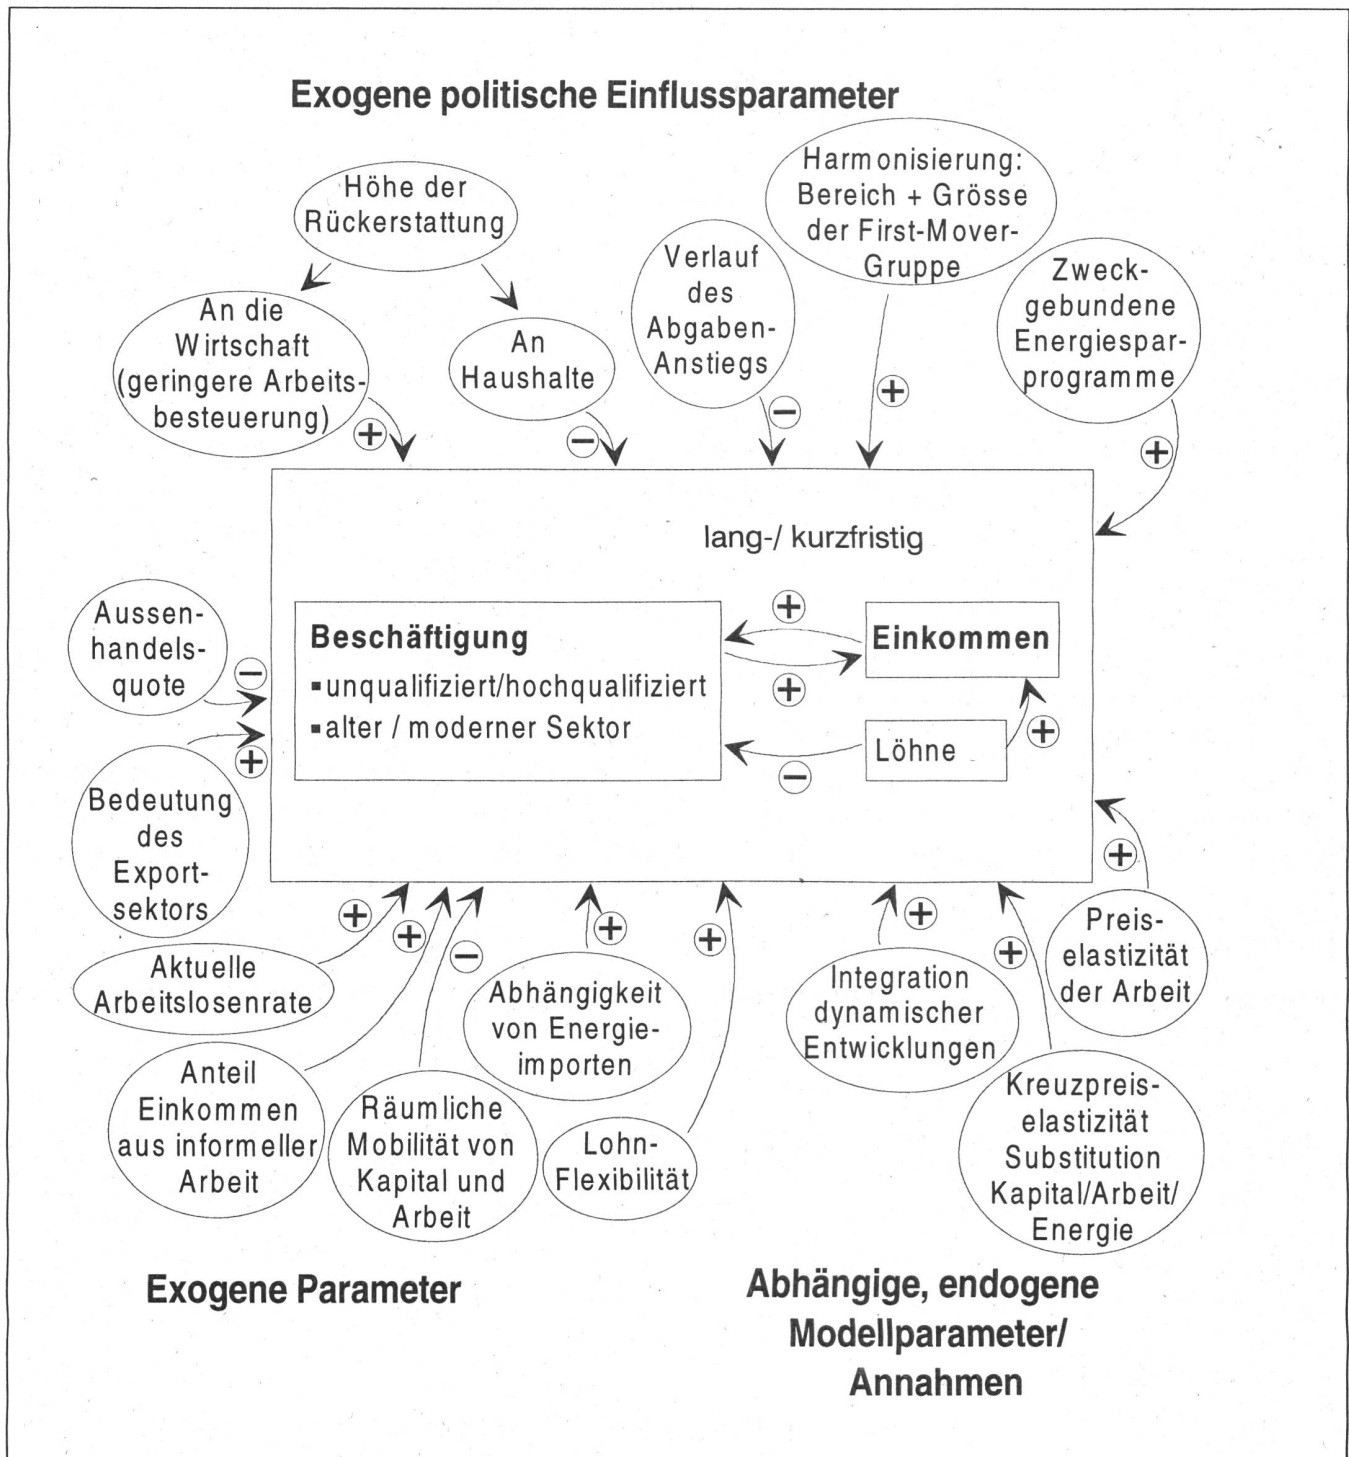 Exogene politische Einflussparameter
Höhe der
Rückerstattung
An die
Wirtschaft
(geringere Arbeits-
besteuerung)
+
An
Haushalte
−
Verlauf
des
Abgaben-
Anstiegs
−
Harmonisierung:
Bereich + Grösse
der First-Mover-
Gruppe
+
Zweck-
gebundene
Energiespar-
programme
+
lang-/ kurzfristig
Beschäftigung
▪unqualifiziert/hochqualifiziert
▪alter / moderner Sektor
+
+
−
Einkommen
Löhne
+
Aussen-
handels-
quote
−
Bedeutung
des
Export-
sektors
+
Aktuelle
Arbeitslosenrate
+
Anteil
Einkommen
aus informeller
Arbeit
+
Räumliche
Mobilität von
Kapital und
Arbeit
−
Abhängigkeit
von Energie-
importen
+
Lohn-
Flexibilität
+
Integration
dynamischer
Entwicklungen
+
Kreuzpreis-
elastizität
Substitution
Kapital/Arbeit/
Energie
+
Preis-
elastizität
der Arbeit
+
Exogene Parameter
Abhängige, endogene
Modellparameter/
Annahmen